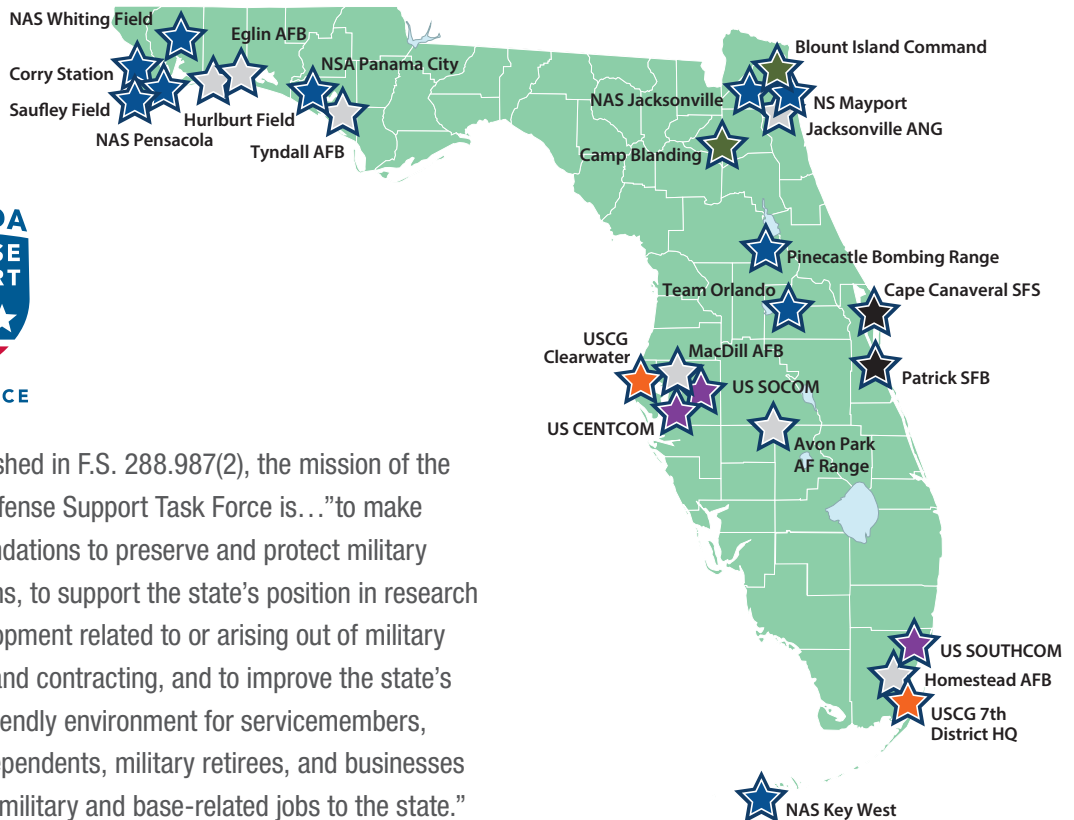 NAS Whiting Field
Eglin AFB
Corry Station
NSA Panama City
Saufley Field
Hurlburt Field
NAS Pensacola
Tyndall AFB
Blount Island Command
NAS Jacksonville
NS Mayport
Jacksonville ANG
Camp Blanding
Pinecastle Bombing Range
Team Orlando
Cape Canaveral SFS
USCG
Clearwater
MacDill AFB
Patrick SFB
US SOCOM
US CENTCOM
Avon Park
AF Range
US SOUTHCOM
Homestead AFB
USCG 7th
District HQ
NAS Key West
DA
SE
RT
CE
shed in F.S. 288.987(2), the mission of the
fense Support Task Force is…”to make
ndations to preserve and protect military
ns, to support the state’s position in research
opment related to or arising out of military
and contracting, and to improve the state’s
endly environment for servicemembers,
ependents, military retirees, and businesses
military and base-related jobs to the state.”